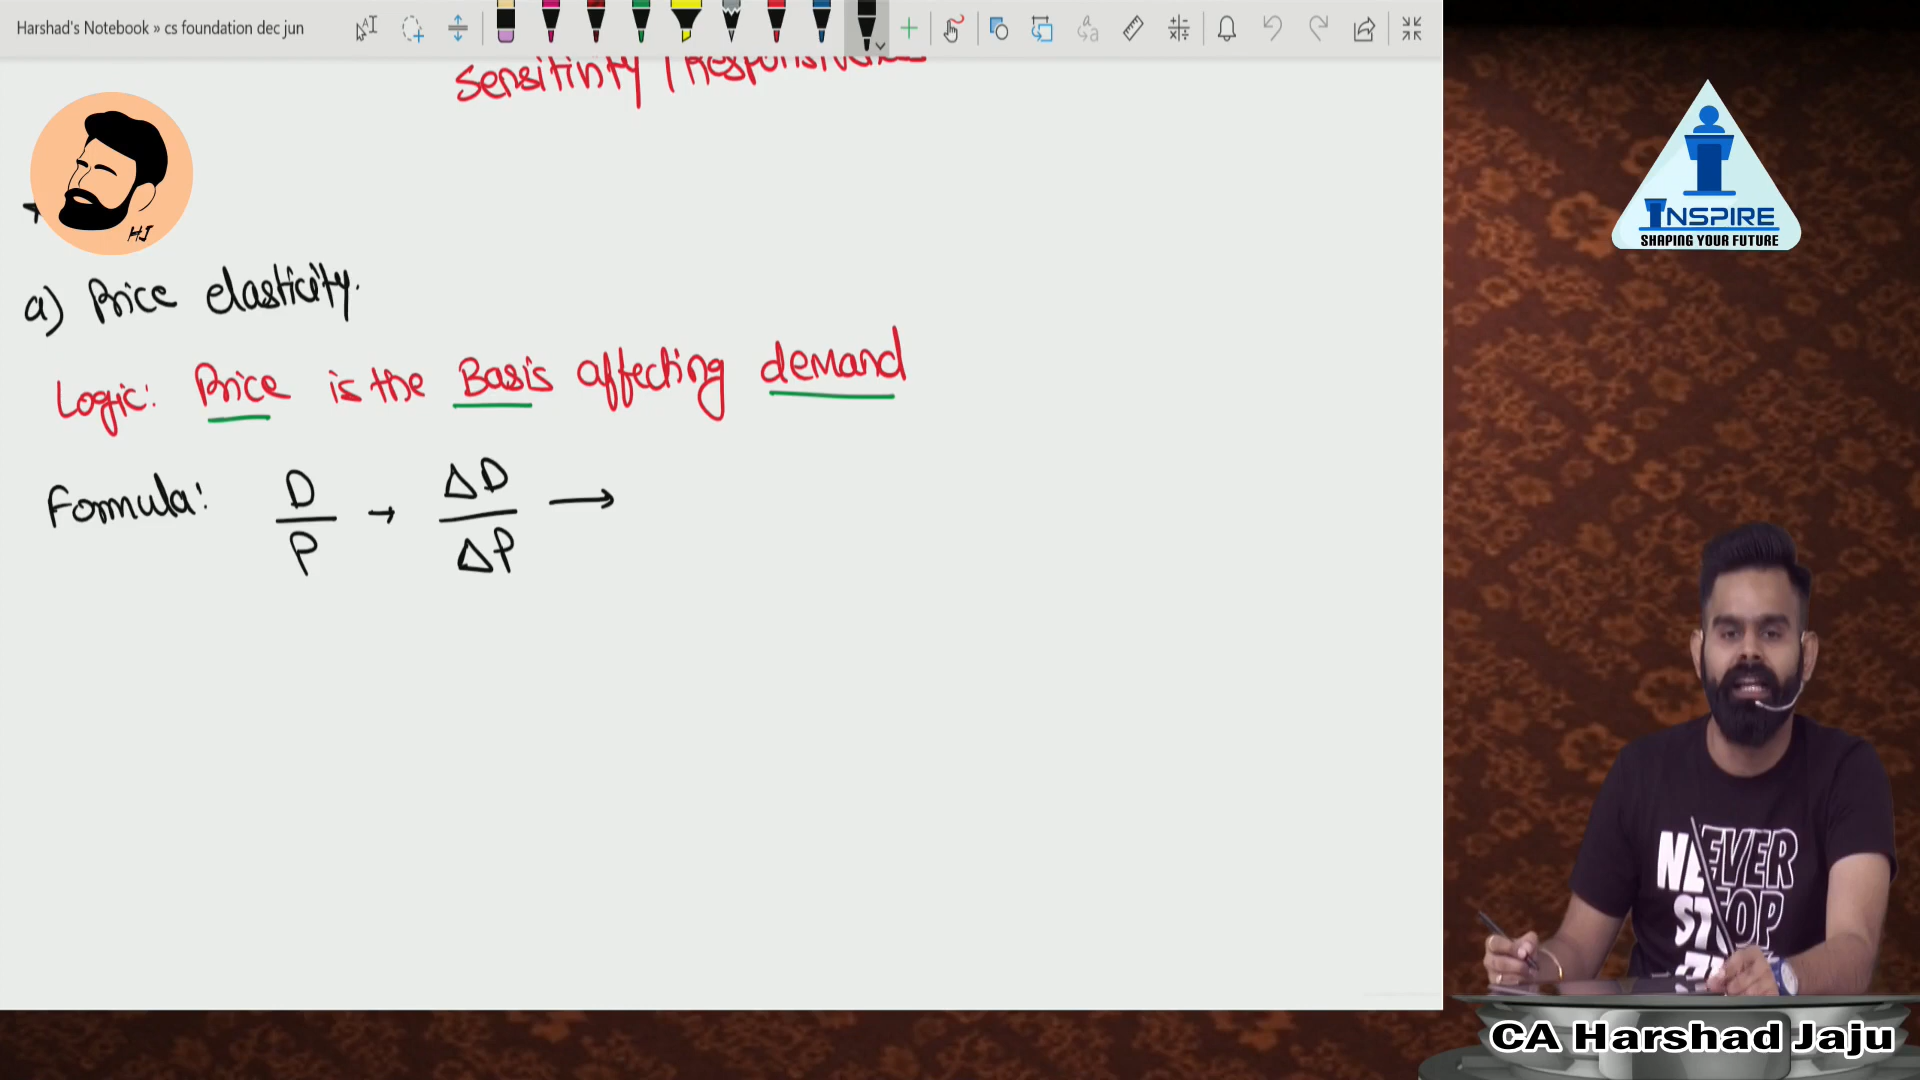 Harshad's Notebook » cs foundation dec jun
Sensitivity /
HJ
INSPIRE
SHAPING YOUR FUTURE
a) Price elasticity.
Logic: Price is the Basis affecting demand
Formula: D/P → ΔD/ΔP →
NEVER
STOP
CA Harshad Jaju